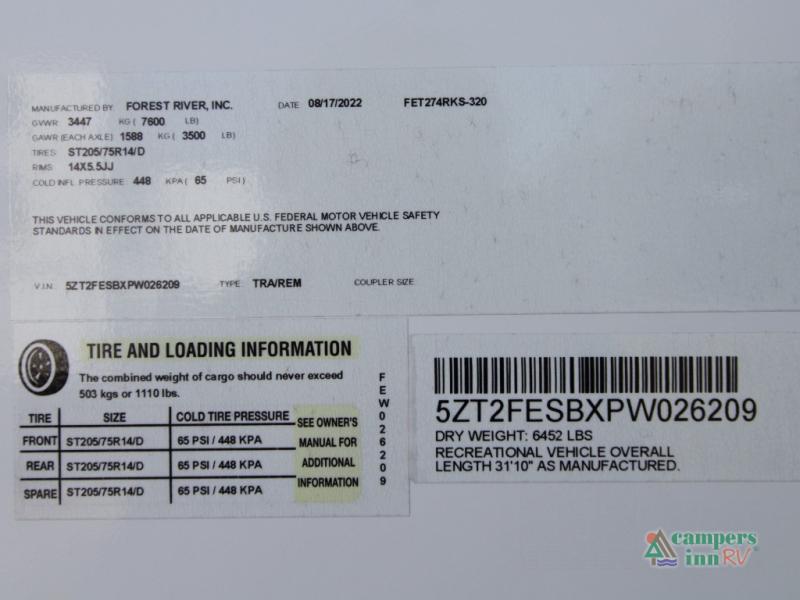 MANUFACTURED BY FOREST RIVER, INC. DATE 08/17/2022 FET274RKS-320
GVWR 3447 KG ( 7600 LB)
GAWR (EACH AXLE) 1588 KG ( 3500 LB)
TIRES ST205/75R14/D
RIMS 14X5.5JJ
COLD INFL PRESSURE 448 KPA ( 65 PSI )
THIS VEHICLE CONFORMS TO ALL APPLICABLE U.S. FEDERAL MOTOR VEHICLE SAFETY
STANDARDS IN EFFECT ON THE DATE OF MANUFACTURE SHOWN ABOVE.
V.I.N. 5ZT2FESBXPW026209 TYPE TRA/REM COUPLER SIZE
TIRE AND LOADING INFORMATION
The combined weight of cargo should never exceed
503 kgs or 1110 lbs.
TIRE SIZE COLD TIRE PRESSURE SEE OWNER'S
FRONT ST205/75R14/D 65 PSI / 448 KPA MANUAL FOR
REAR ST205/75R14/D 65 PSI / 448 KPA ADDITIONAL
SPARE ST205/75R14/D 65 PSI / 448 KPA INFORMATION
FEW026209
5ZT2FESBXPW026209
DRY WEIGHT: 6452 LBS
RECREATIONAL VEHICLE OVERALL
LENGTH 31'10" AS MANUFACTURED.
campers
inn RV